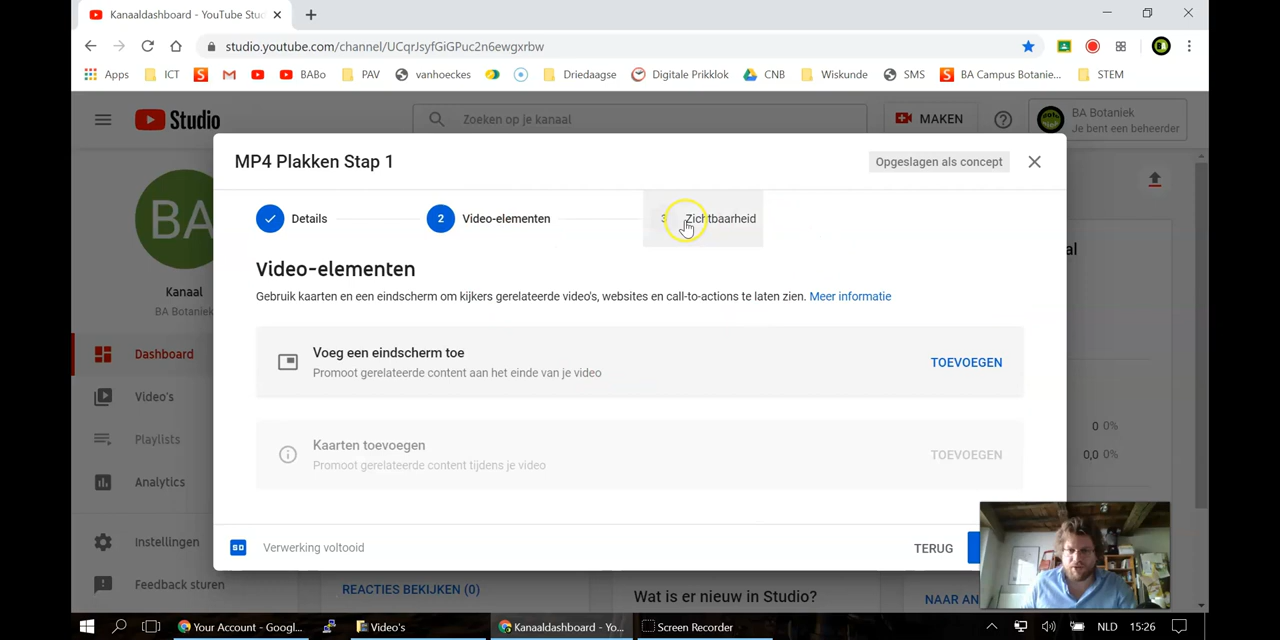 Kanaaldashboard - YouTube Stu
studio.youtube.com/channel/UCqrJsyfGiGPuc2n6ewgxrbw
Apps ICT S BABo PAV vanhoeckes Driedaagse Digitale Prikklok CNB Wiskunde SMS S BA Campus Botanie... STEM
Studio
Zoeken op je kanaal
MAKEN
BA
BA Botaniek
Je bent een beheerder
MP4 Plakken Stap 1
Opgeslagen als concept
Details
2 Video-elementen
3 Zichtbaarheid
BA
Kanaal
BA Botaniek
Dashboard
Video's
Playlists
Analytics
Instellingen
Feedback sturen
Video-elementen
Gebruik kaarten en een eindscherm om kijkers gerelateerde video's, websites en call-to-actions te laten zien. Meer informatie
Voeg een eindscherm toe
Promoot gerelateerde content aan het einde van je video
TOEVOEGEN
Kaarten toevoegen
Promoot gerelateerde content tijdens je video
TOEVOEGEN
al
0 0%
0,0 0%
SD Verwerking voltooid
TERUG
REACTIES BEKIJKEN (0)
Wat is er nieuw in Studio?
NAAR AN
Your Account - Googl...
Video's
Kanaaldashboard - Yo...
Screen Recorder
NLD
15:26